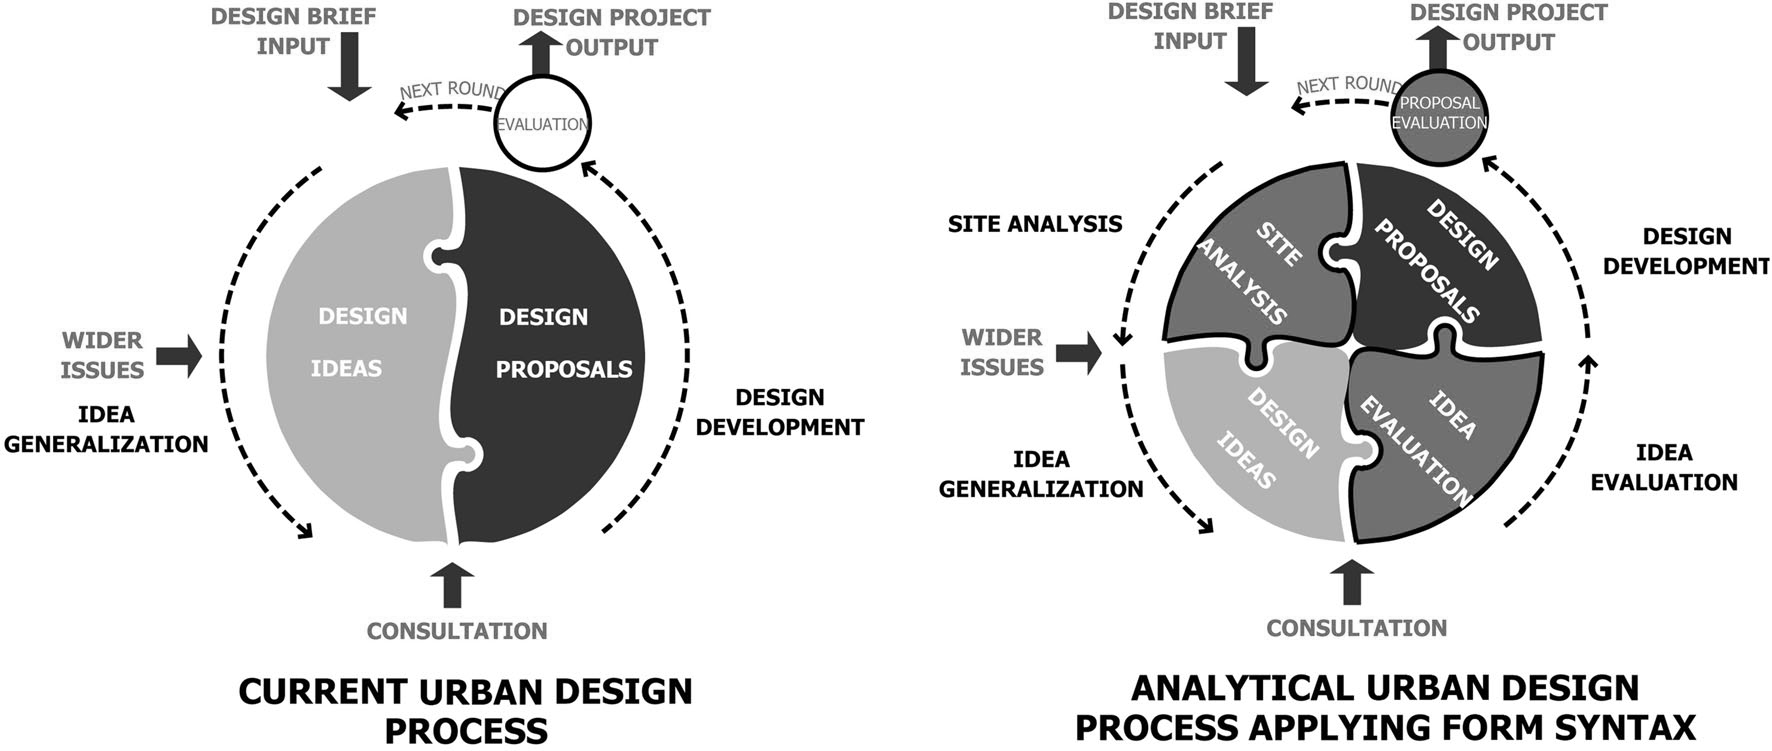 DESIGN BRIEF
INPUT
DESIGN PROJECT
OUTPUT
NEXT ROUND
EVALUATION
WIDER
ISSUES
IDEA
GENERALIZATION
DESIGN
IDEAS
DESIGN
PROPOSALS
DESIGN
DEVELOPMENT
CONSULTATION
CURRENT URBAN DESIGN
PROCESS
DESIGN BRIEF
INPUT
DESIGN PROJECT
OUTPUT
NEXT ROUND
PROPOSAL
EVALUATION
SITE ANALYSIS
SITE
ANALYSIS
DESIGN
PROPOSALS
DESIGN
DEVELOPMENT
WIDER
ISSUES
IDEA
GENERALIZATION
DESIGN
IDEAS
IDEA
EVALUATION
IDEA
EVALUATION
CONSULTATION
ANALYTICAL URBAN DESIGN
PROCESS APPLYING FORM SYNTAX